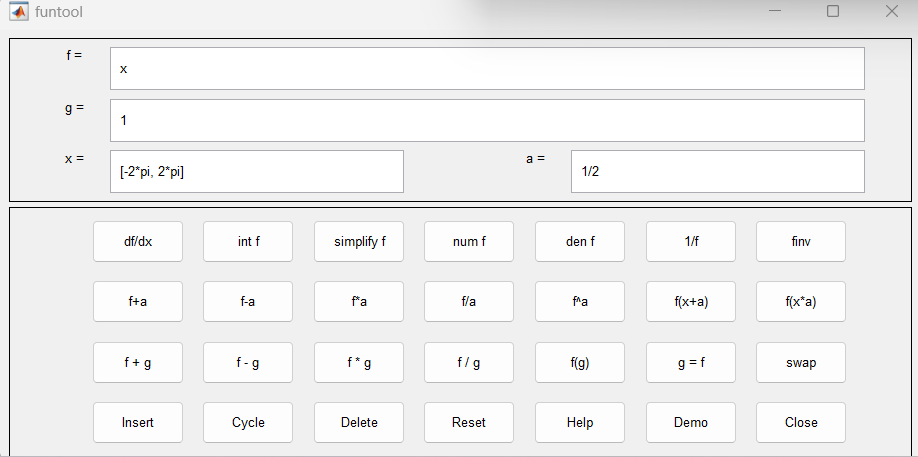 funtool
f =
x
g =
1
x =
[-2*pi, 2*pi]
a =
1/2
df/dx int f simplify f num f den f 1/f finv
f+a f-a f*a f/a f^a f(x+a) f(x*a)
f + g f - g f * g f / g f(g) g = f swap
Insert Cycle Delete Reset Help Demo Close